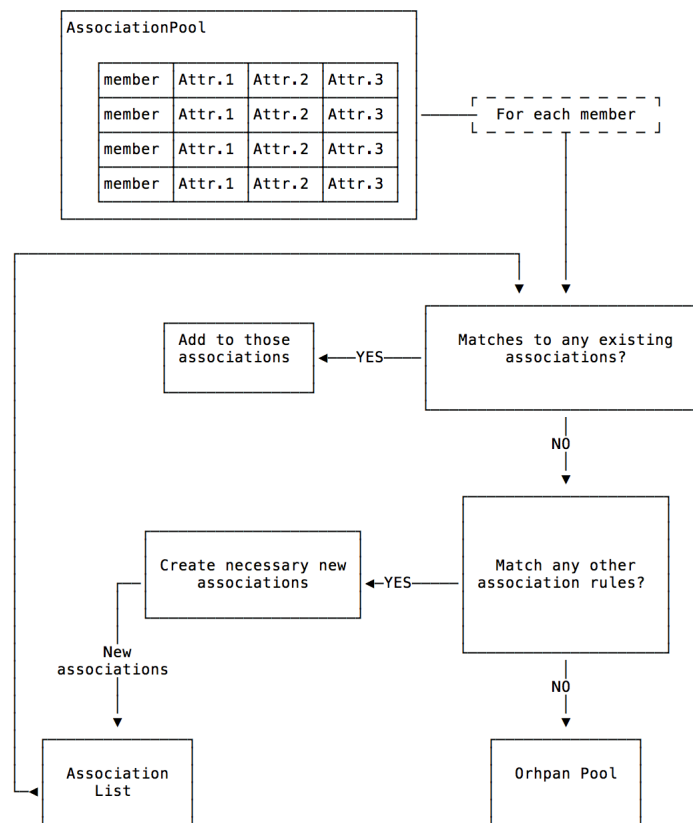 AssociationPool
member Attr.1 Attr.2 Attr.3
member Attr.1 Attr.2 Attr.3
member Attr.1 Attr.2 Attr.3
member Attr.1 Attr.2 Attr.3
For each member
Matches to any existing
associations?
YES
Add to those
associations
NO
Match any other
association rules?
YES
Create necessary new
associations
New
associations
NO
Association
List
Orhpan Pool